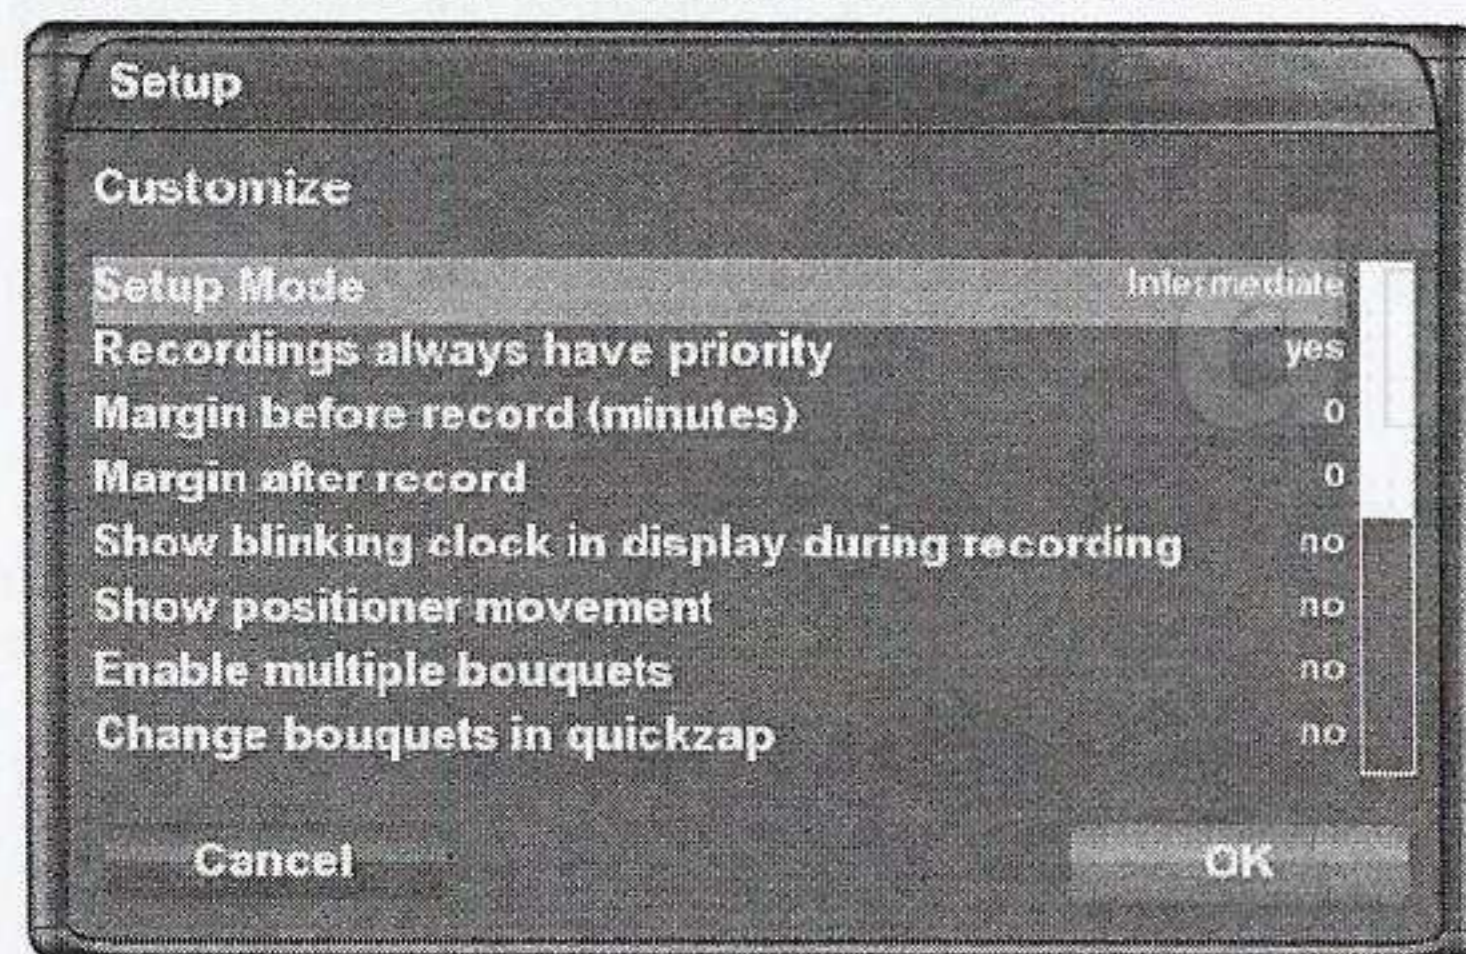 Setup
Customize
Setup Mode Intermediate
Recordings always have priority yes
Margin before record (minutes) 0
Margin after record 0
Show blinking clock in display during recording no
Show positioner movement no
Enable multiple bouquets no
Change bouquets in quickzap no
Cancel OK